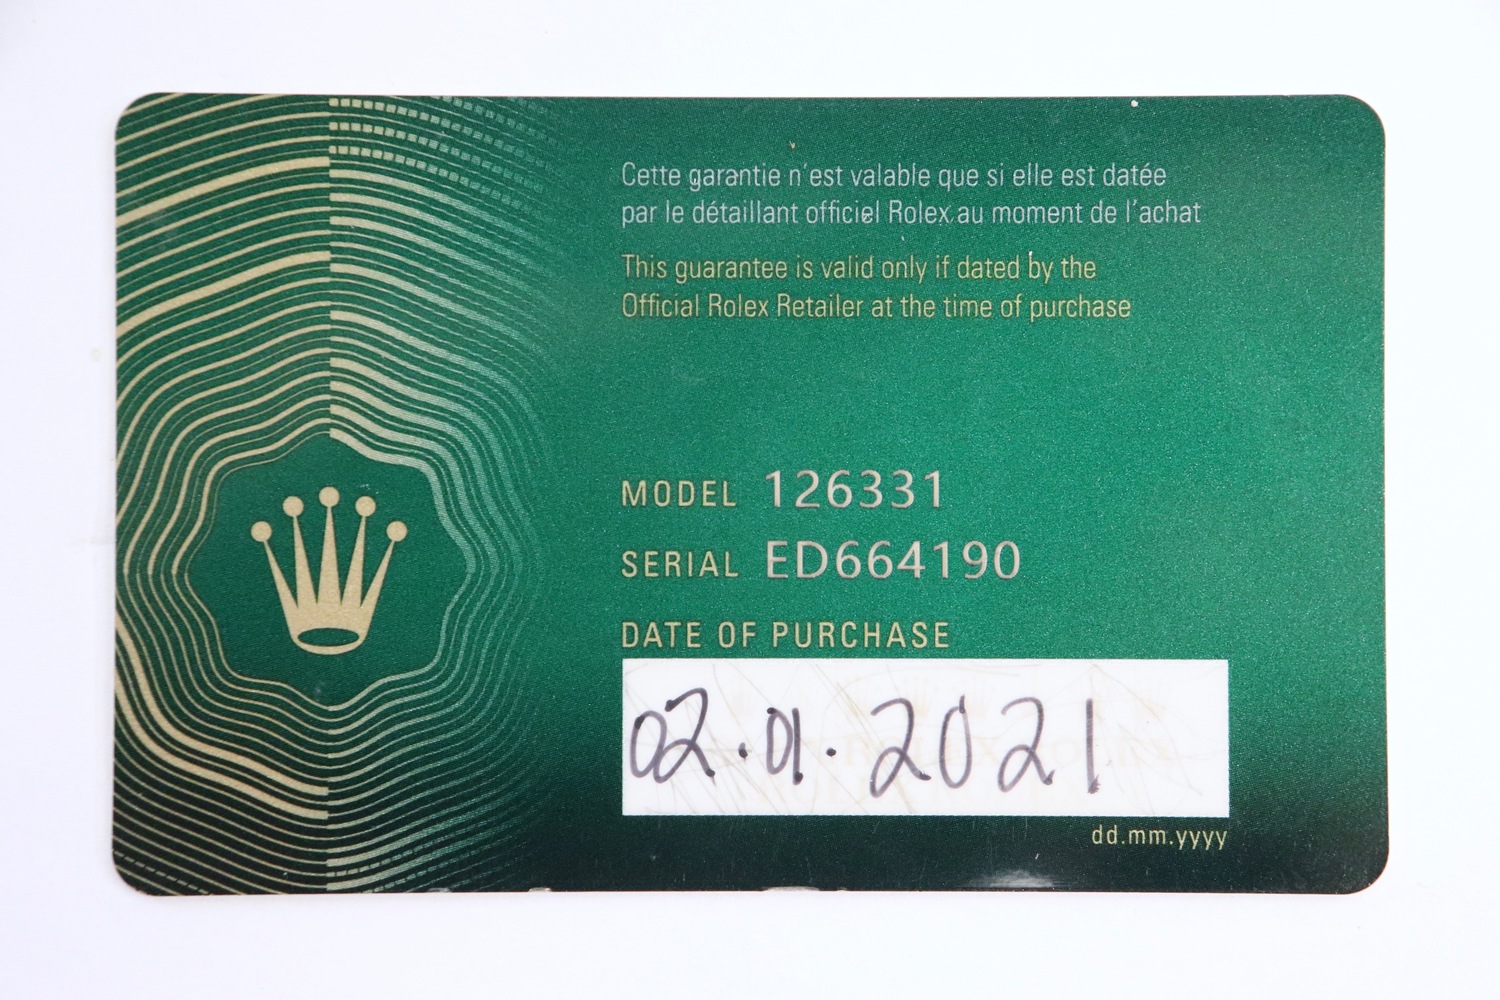 Cette garantie n'est valable que si elle est datée
par le détaillant officiel Rolex au moment de l'achat
This guarantee is valid only if dated by the
Official Rolex Retailer at the time of purchase
MODEL 126331
SERIAL ED664190
DATE OF PURCHASE
02.01.2021
dd.mm.yyyy